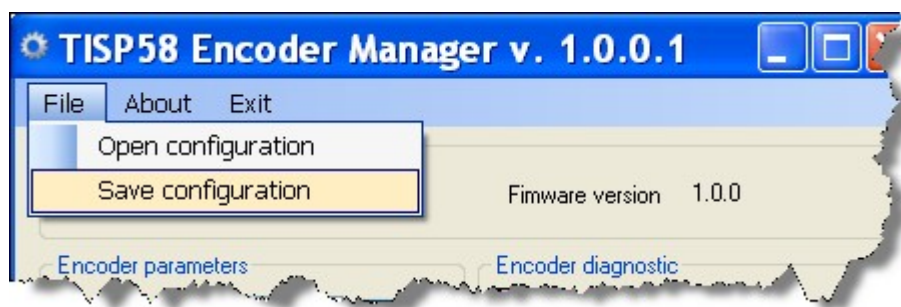 TISP58 Encoder Manager v. 1.0.0.1
File About Exit
Open configuration
Save configuration
Fimware version 1.0.0
Encoder parameters
Encoder diagnostic